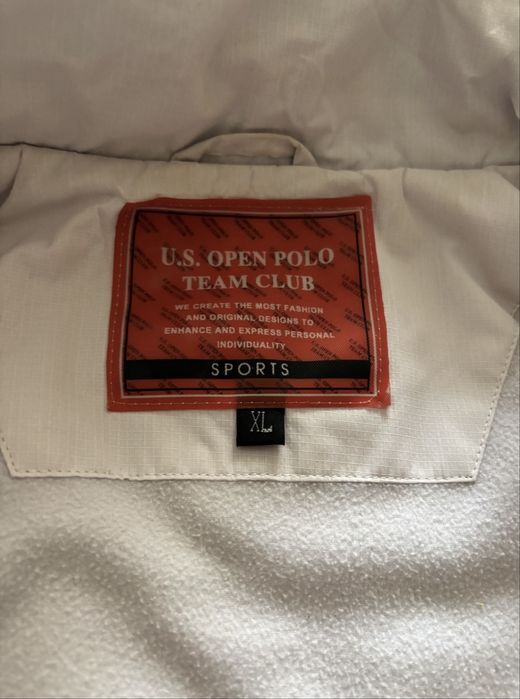 U.S. OPEN POLO
TEAM CLUB
WE CREATE THE MOST FASHION
AND ORIGINAL DESIGNS TO
ENHANCE AND EXPRESS PERSONAL
INDIVIDUALITY
SPORTS
XL